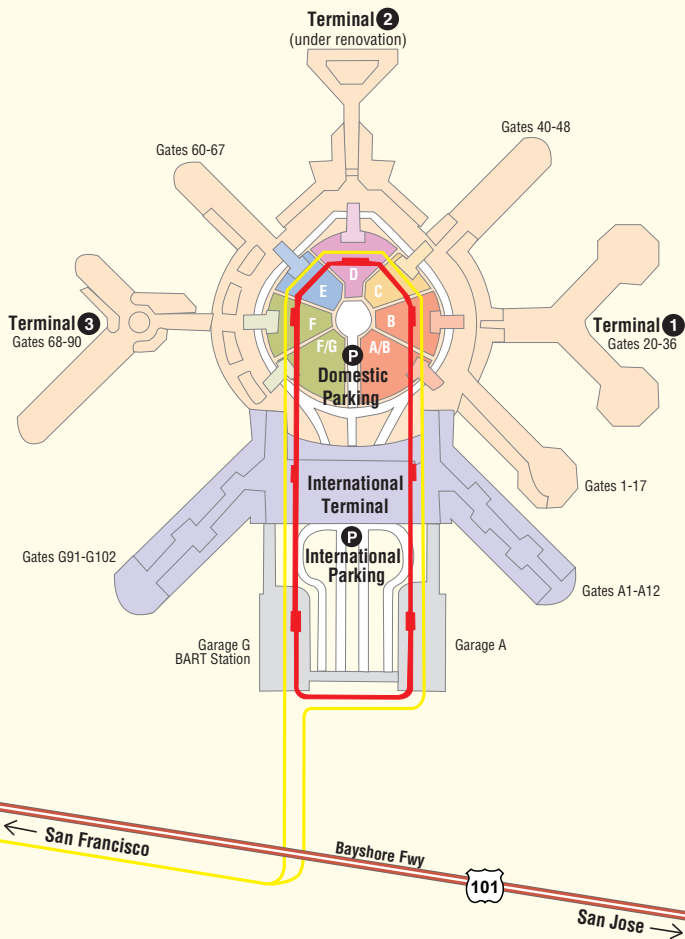 Terminal 2
(under renovation)
Gates 40-48
Gates 60-67
D
E
C
F
B
F/G
A/B
Terminal 3
Gates 68-90
Terminal 1
Gates 20-36
P
Domestic
Parking
International
Terminal
Gates 1-17
P
International
Parking
Gates G91-G102
Gates A1-A12
Garage G
BART Station
Garage A
San Francisco
Bayshore Fwy
101
San Jose